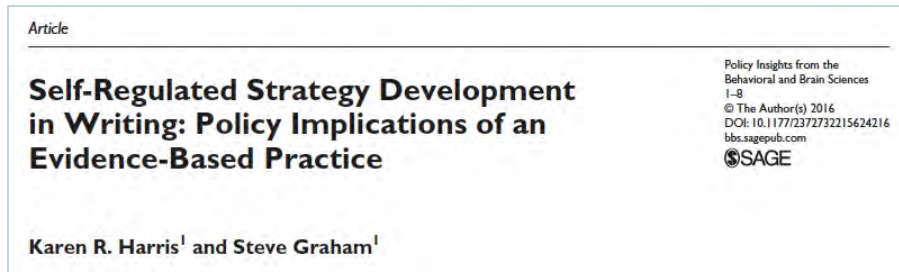 Article
Self-Regulated Strategy Development
in Writing: Policy Implications of an
Evidence-Based Practice
Karen R. Harris¹ and Steve Graham¹
Policy Insights from the
Behavioral and Brain Sciences
1–8
© The Author(s) 2016
DOI: 10.1177/2372732215624216
bbs.sagepub.com
SAGE